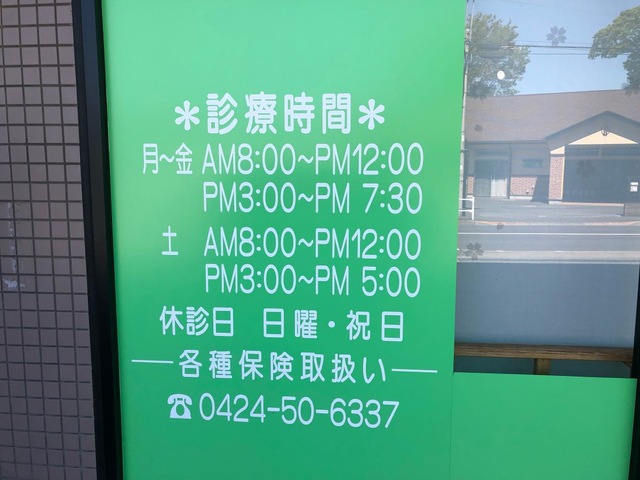 ＊診療時間＊
月～金 AM8:00～PM12:00
PM3:00～PM 7:30
土 AM8:00～PM12:00
PM3:00～PM 5:00
休診日 日曜・祝日
―各種保険取扱い―
☎0424-50-6337